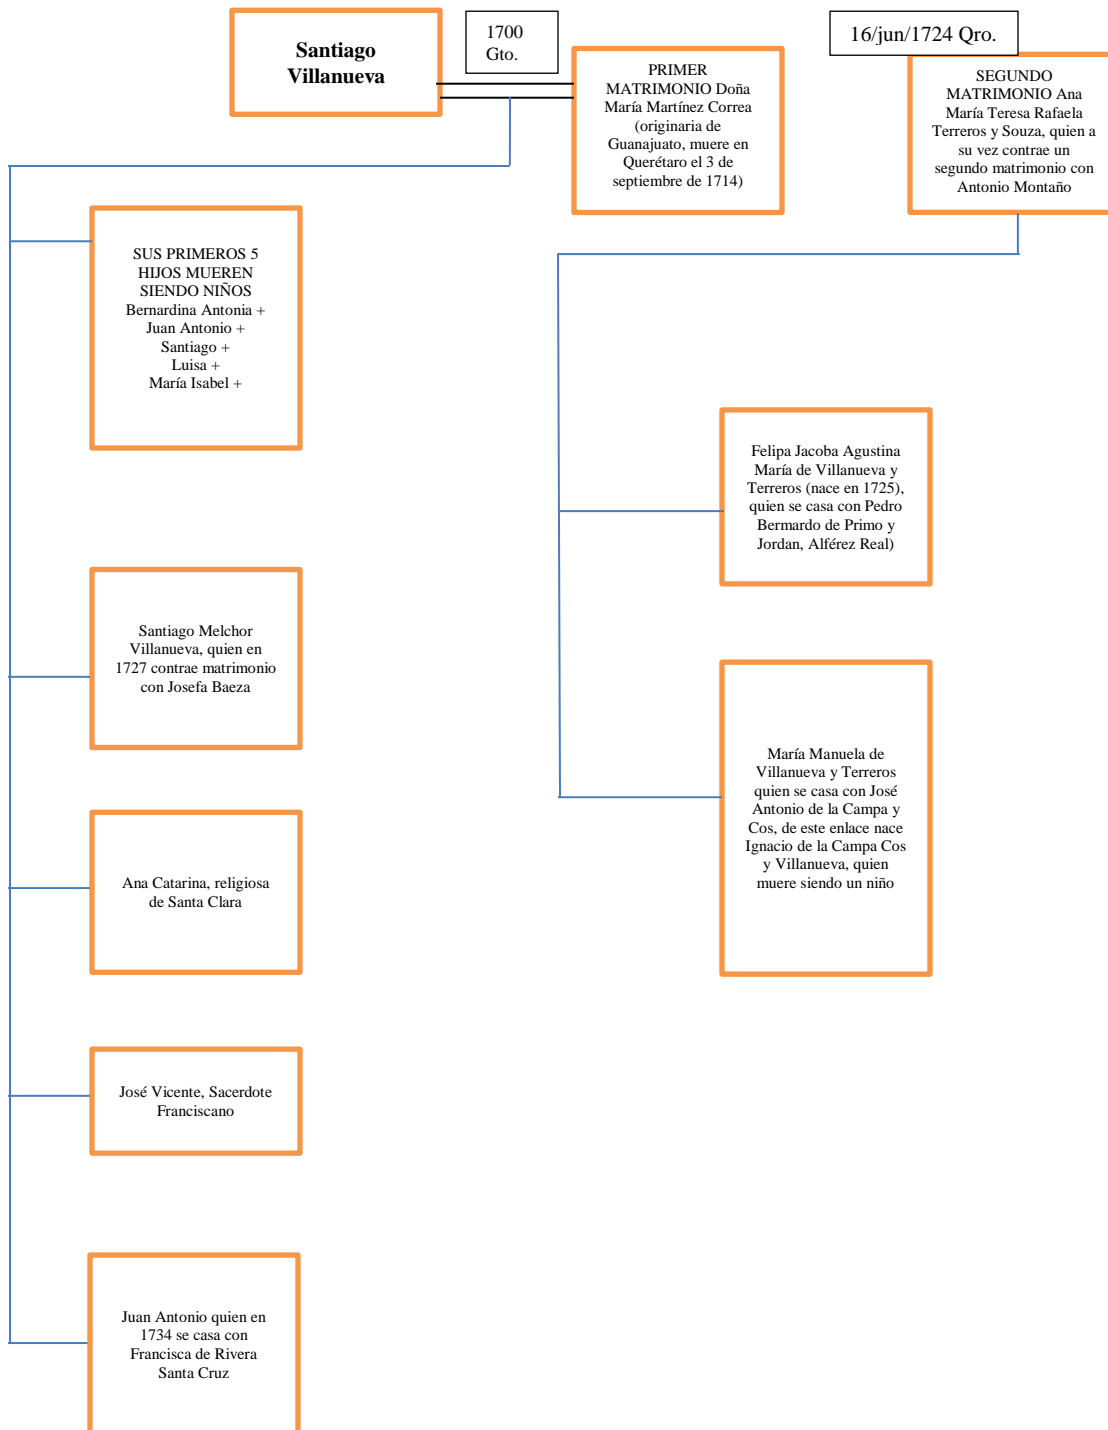 Santiago
Villanueva
1700
Gto.
PRIMER
MATRIMONIO Doña
María Martínez Correa
(originaria de
Guanajuato, muere en
Querétaro el 3 de
septiembre de 1714)
16/jun/1724 Qro.
SEGUNDO
MATRIMONIO Ana
María Teresa Rafaela
Terreros y Souza, quien a
su vez contrae un
segundo matrimonio con
Antonio Montaño
SUS PRIMEROS 5
HIJOS MUEREN
SIENDO NIÑOS
Bernardina Antonia +
Juan Antonio +
Santiago +
Luisa +
María Isabel +
Santiago Melchor
Villanueva, quien en
1727 contrae matrimonio
con Josefa Baeza
Ana Catarina, religiosa
de Santa Clara
José Vicente, Sacerdote
Franciscano
Juan Antonio quien en
1734 se casa con
Francisca de Rivera
Santa Cruz
Felipa Jacoba Agustina
María de Villanueva y
Terreros (nace en 1725),
quien se casa con Pedro
Bermardo de Primo y
Jordan, Alférez Real)
María Manuela de
Villanueva y Terreros
quien se casa con José
Antonio de la Campa y
Cos, de este enlace nace
Ignacio de la Campa Cos
y Villanueva, quien
muere siendo un niño